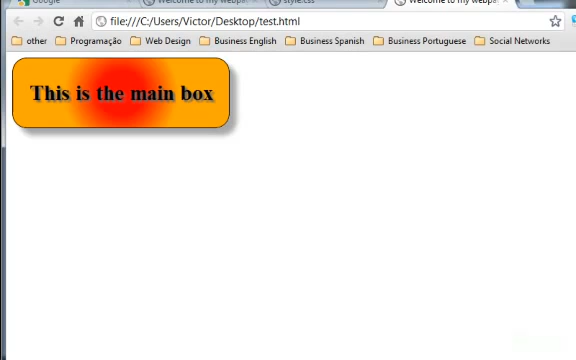 Google Welcome to my webpa style.css Welcome to my webpa
file:///C:/Users/Victor/Desktop/test.html
other Programação Web Design Business English Business Spanish Business Portuguese Social Networks
This is the main box